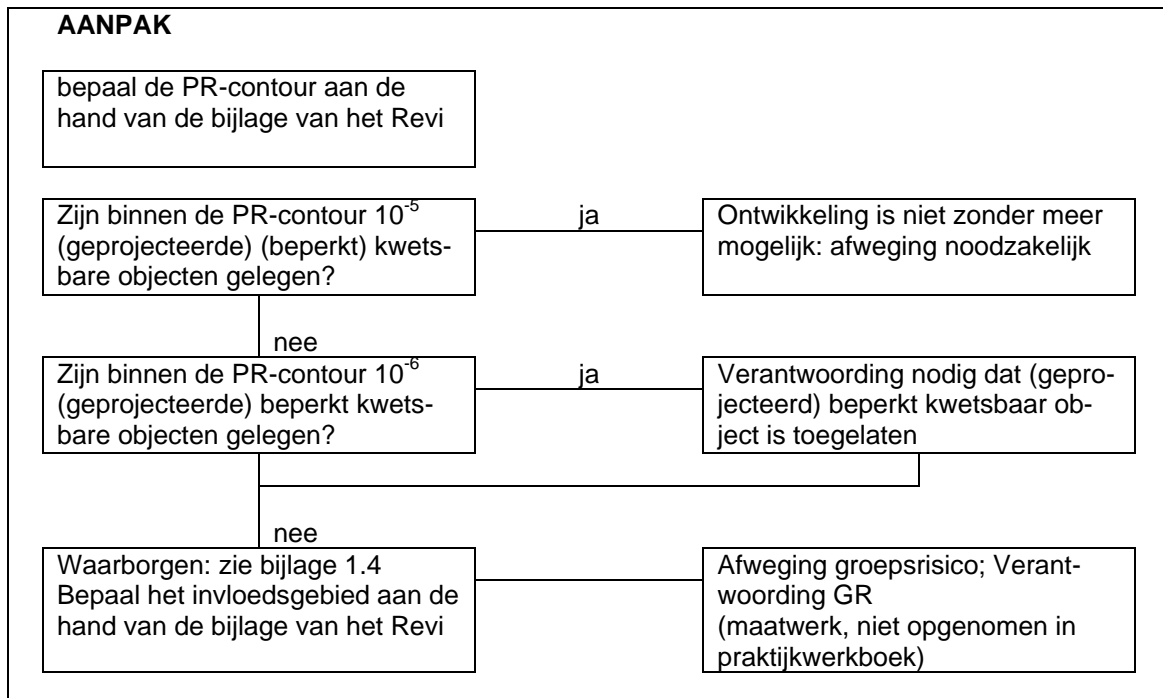 AANPAK
bepaal de PR-contour aan de
hand van de bijlage van het Revi
Zijn binnen de PR-contour 10⁻⁵
(geprojecteerde) (beperkt) kwets-
bare objecten gelegen?
ja
Ontwikkeling is niet zonder meer
mogelijk: afweging noodzakelijk
nee
Zijn binnen de PR-contour 10⁻⁶
(geprojecteerde) beperkt kwets-
bare objecten gelegen?
ja
Verantwoording nodig dat (gepro-
jecteerd) beperkt kwetsbaar ob-
ject is toegelaten
nee
Waarborgen: zie bijlage 1.4
Bepaal het invloedsgebied aan de
hand van de bijlage van het Revi
Afweging groepsrisico; Verant-
woording GR
(maatwerk, niet opgenomen in
praktijkwerkboek)